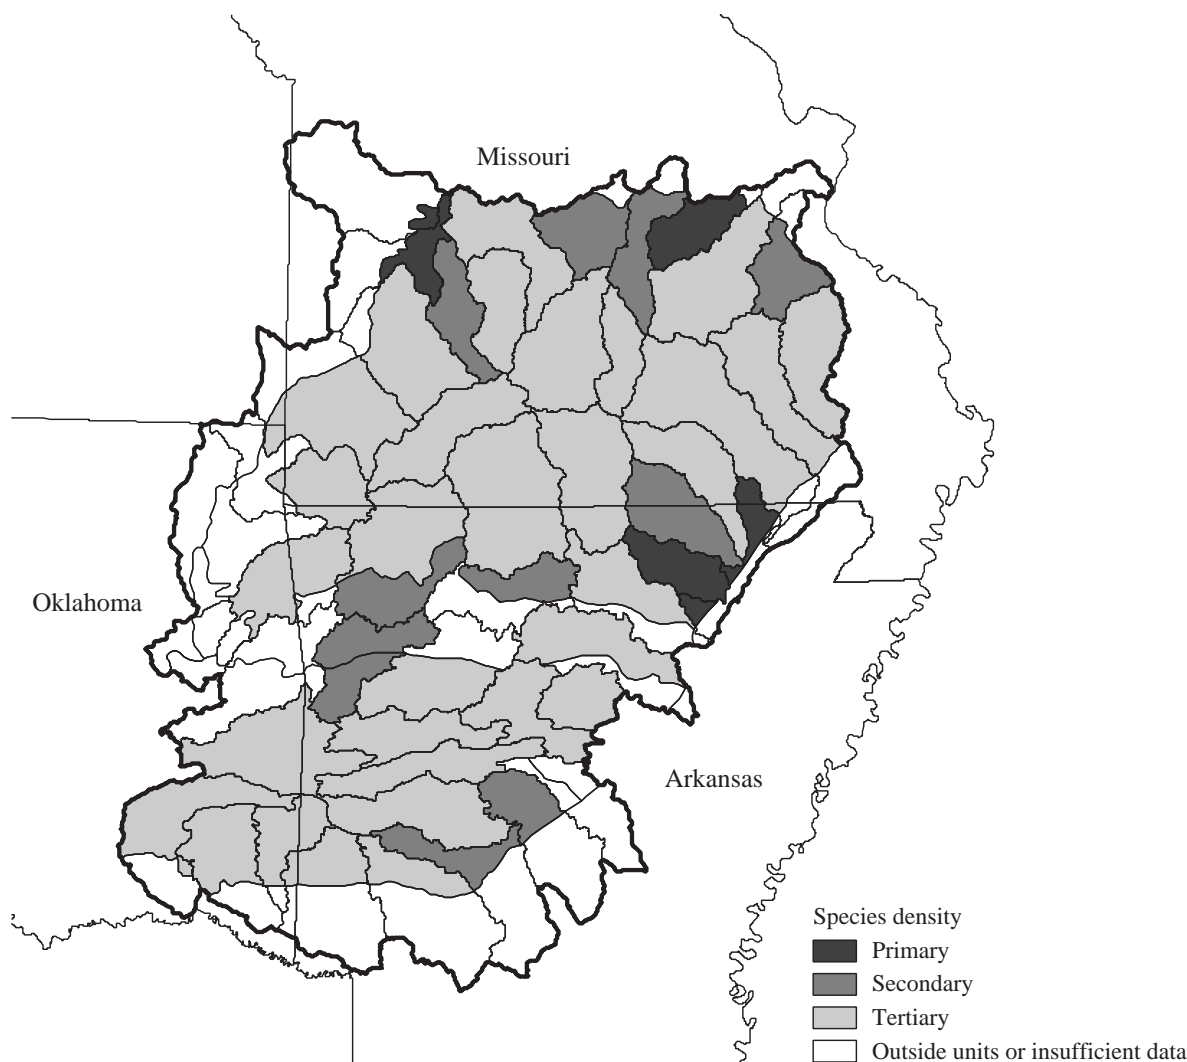 Missouri
Oklahoma
Arkansas
Species density
Primary
Secondary
Tertiary
Outside units or insufficient data